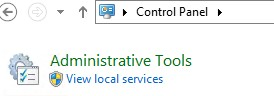 Control Panel
Administrative Tools
View local services